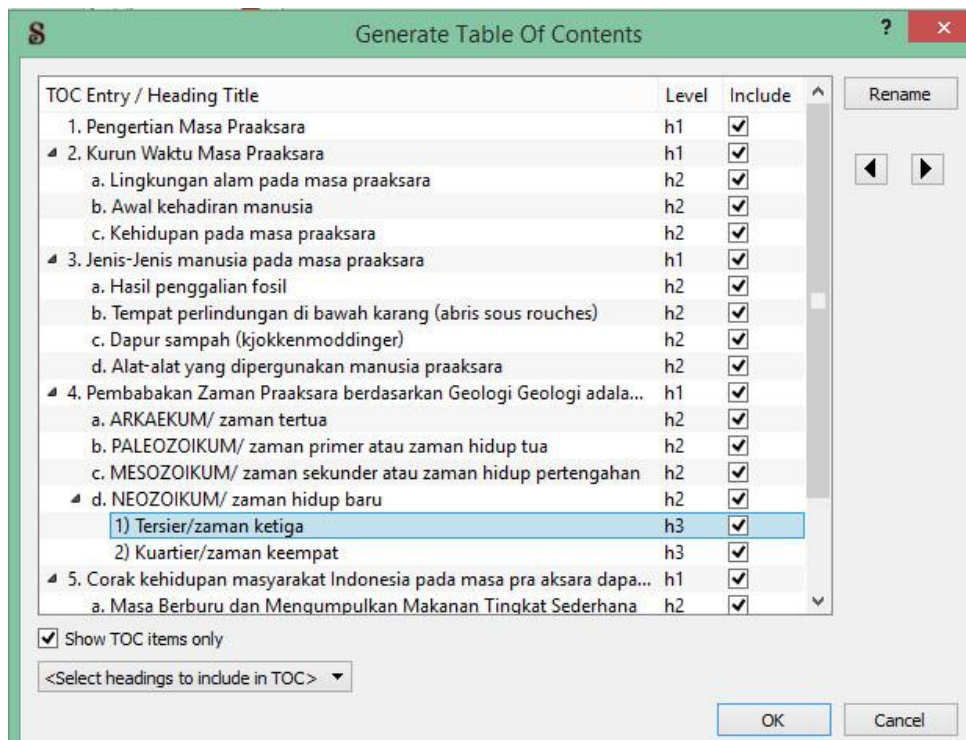 Generate Table Of Contents ?
TOC Entry / Heading Title Level Include Rename
1. Pengertian Masa Praaksara h1
2. Kurun Waktu Masa Praaksara h1
a. Lingkungan alam pada masa praaksara h2
b. Awal kehadiran manusia h2
c. Kehidupan pada masa praaksara h2
3. Jenis-Jenis manusia pada masa praaksara h1
a. Hasil penggalian fosil h2
b. Tempat perlindungan di bawah karang (abris sous rouches) h2
c. Dapur sampah (kjokkenmoddinger) h2
d. Alat-alat yang dipergunakan manusia praaksara h2
4. Pembabakan Zaman Praaksara berdasarkan Geologi Geologi adala... h1
a. ARKAEKUM/ zaman tertua h2
b. PALEOZOIKUM/ zaman primer atau zaman hidup tua h2
c. MESOZOIKUM/ zaman sekunder atau zaman hidup pertengahan h2
d. NEOZOIKUM/ zaman hidup baru h2
1) Tersier/zaman ketiga h3
2) Kuartier/zaman keempat h3
5. Corak kehidupan masyarakat Indonesia pada masa pra aksara dapa... h1
a. Masa Berburu dan Mengumpulkan Makanan Tingkat Sederhana h2
Show TOC items only
<Select headings to include in TOC>
OK Cancel